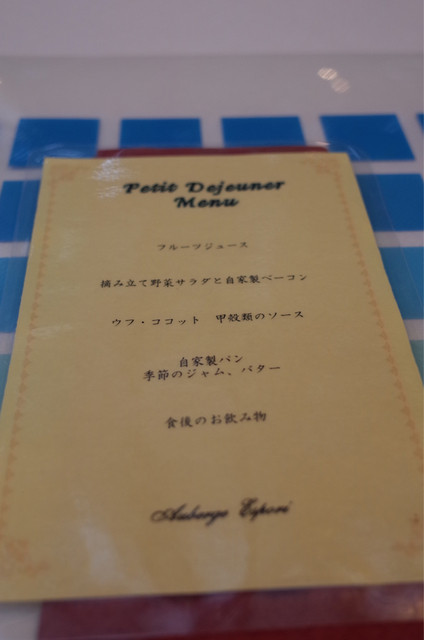 Petit Dejeuner
Menu
フルーツジュース
摘み立て野菜サラダと自家製ベーコン
ウフ・ココット 甲殻類のソース
自家製パン
季節のジャム、バター
食後のお飲み物
Auberge Espori